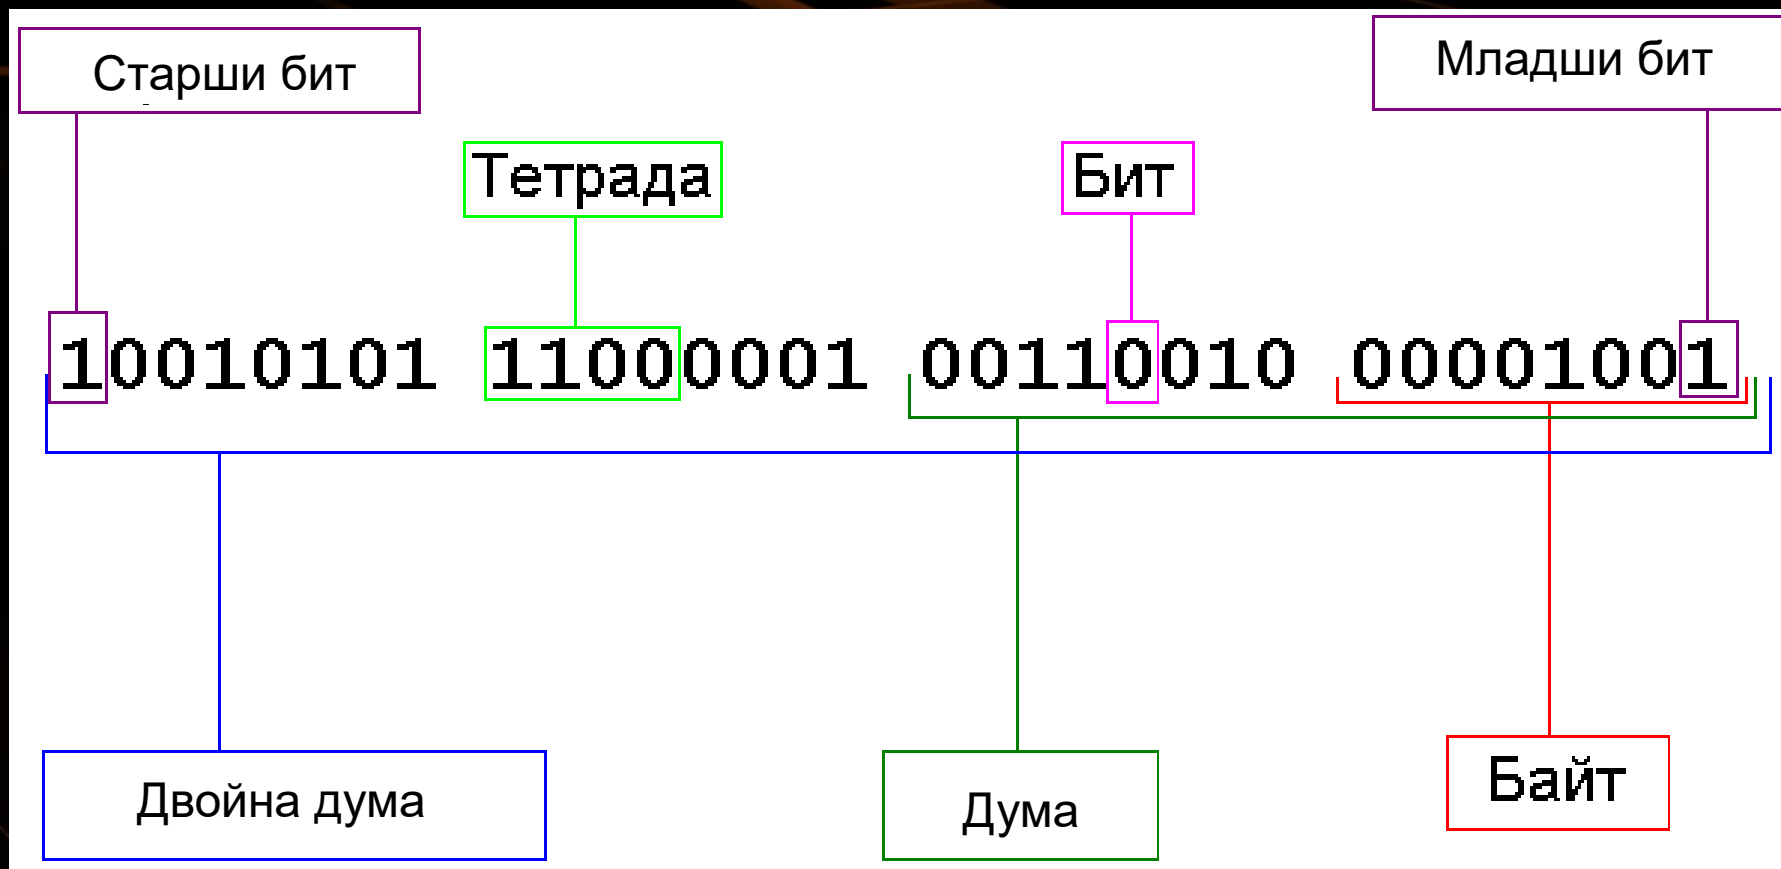 Старши бит
Младши бит
Тетрада
Бит
10010101 11000001 00110010 00001001
Двойна дума
Дума
Байт